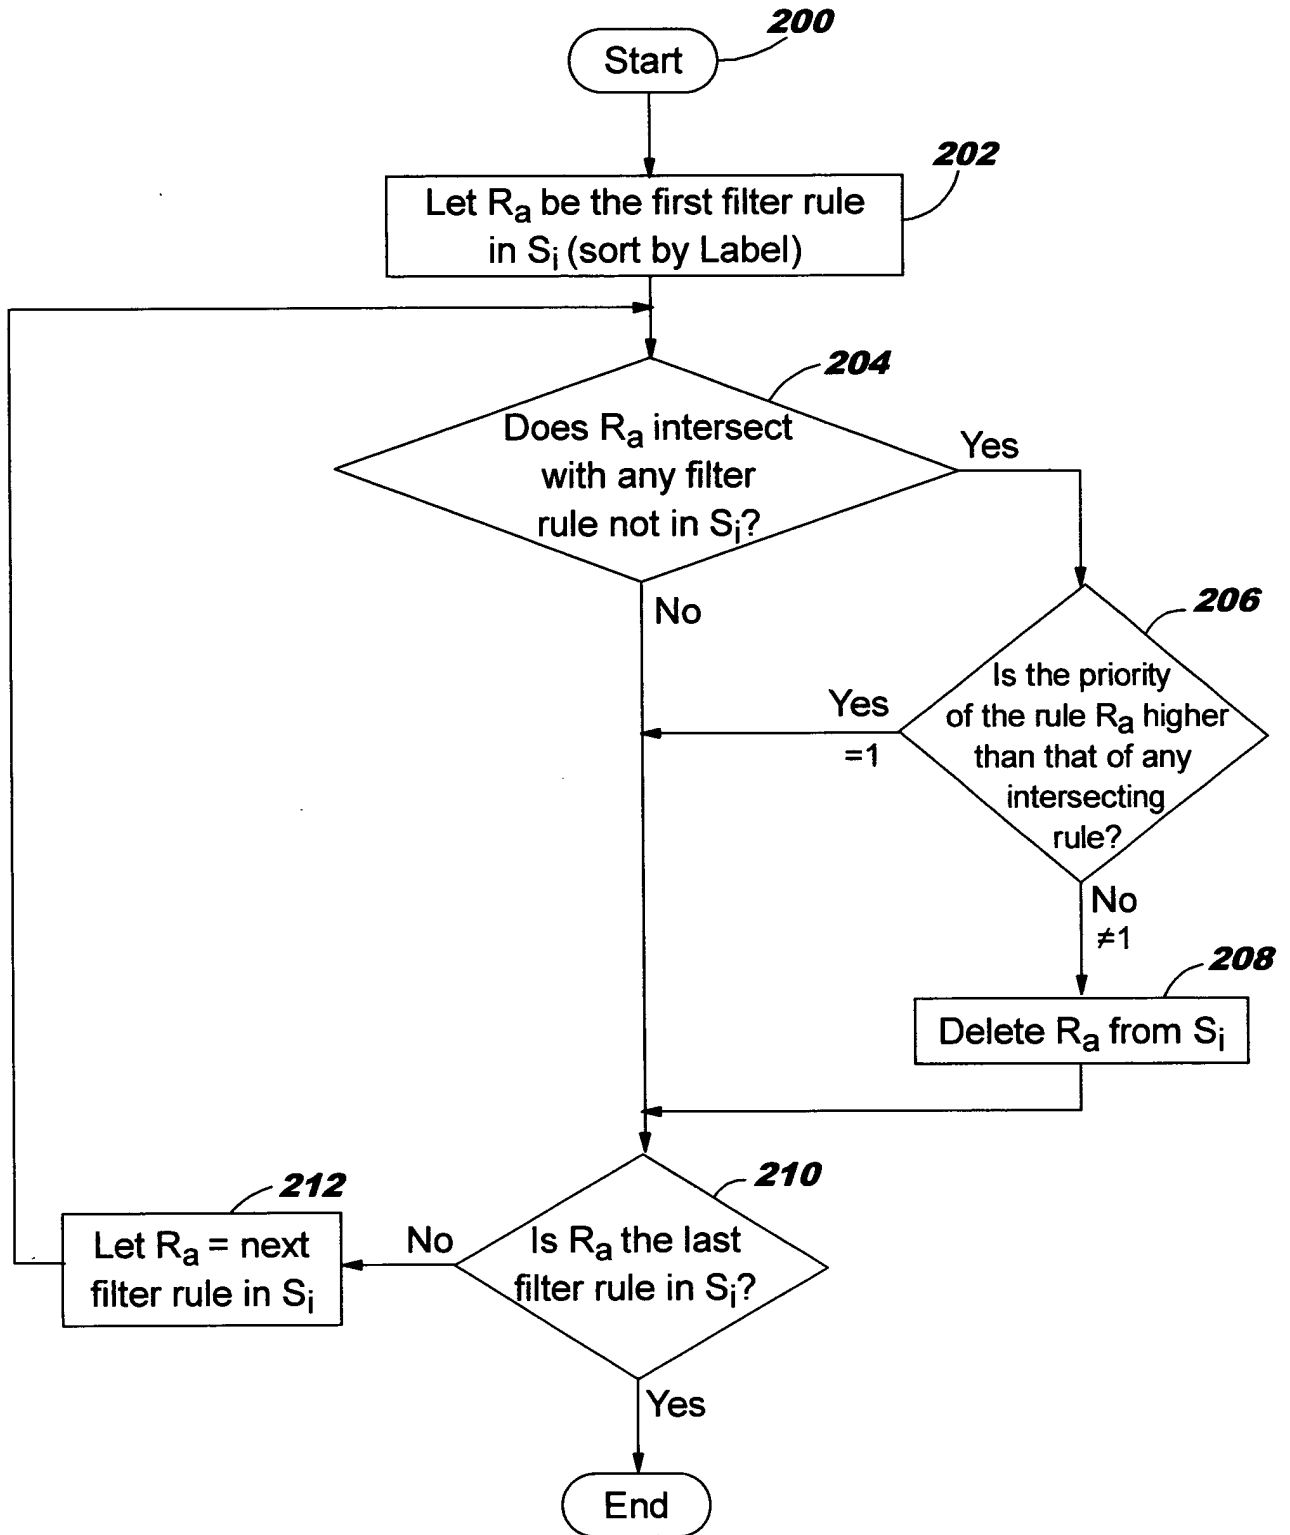 200
Start
202
Let Ra be the first filter rule
in Si (sort by Label)
204
Does Ra intersect
with any filter
rule not in Si?
Yes
No
206
Is the priority
of the rule Ra higher
than that of any
intersecting
rule?
Yes
=1
No
≠1
208
Delete Ra from Si
210
Is Ra the last
filter rule in Si?
No
212
Let Ra = next
filter rule in Si
Yes
End